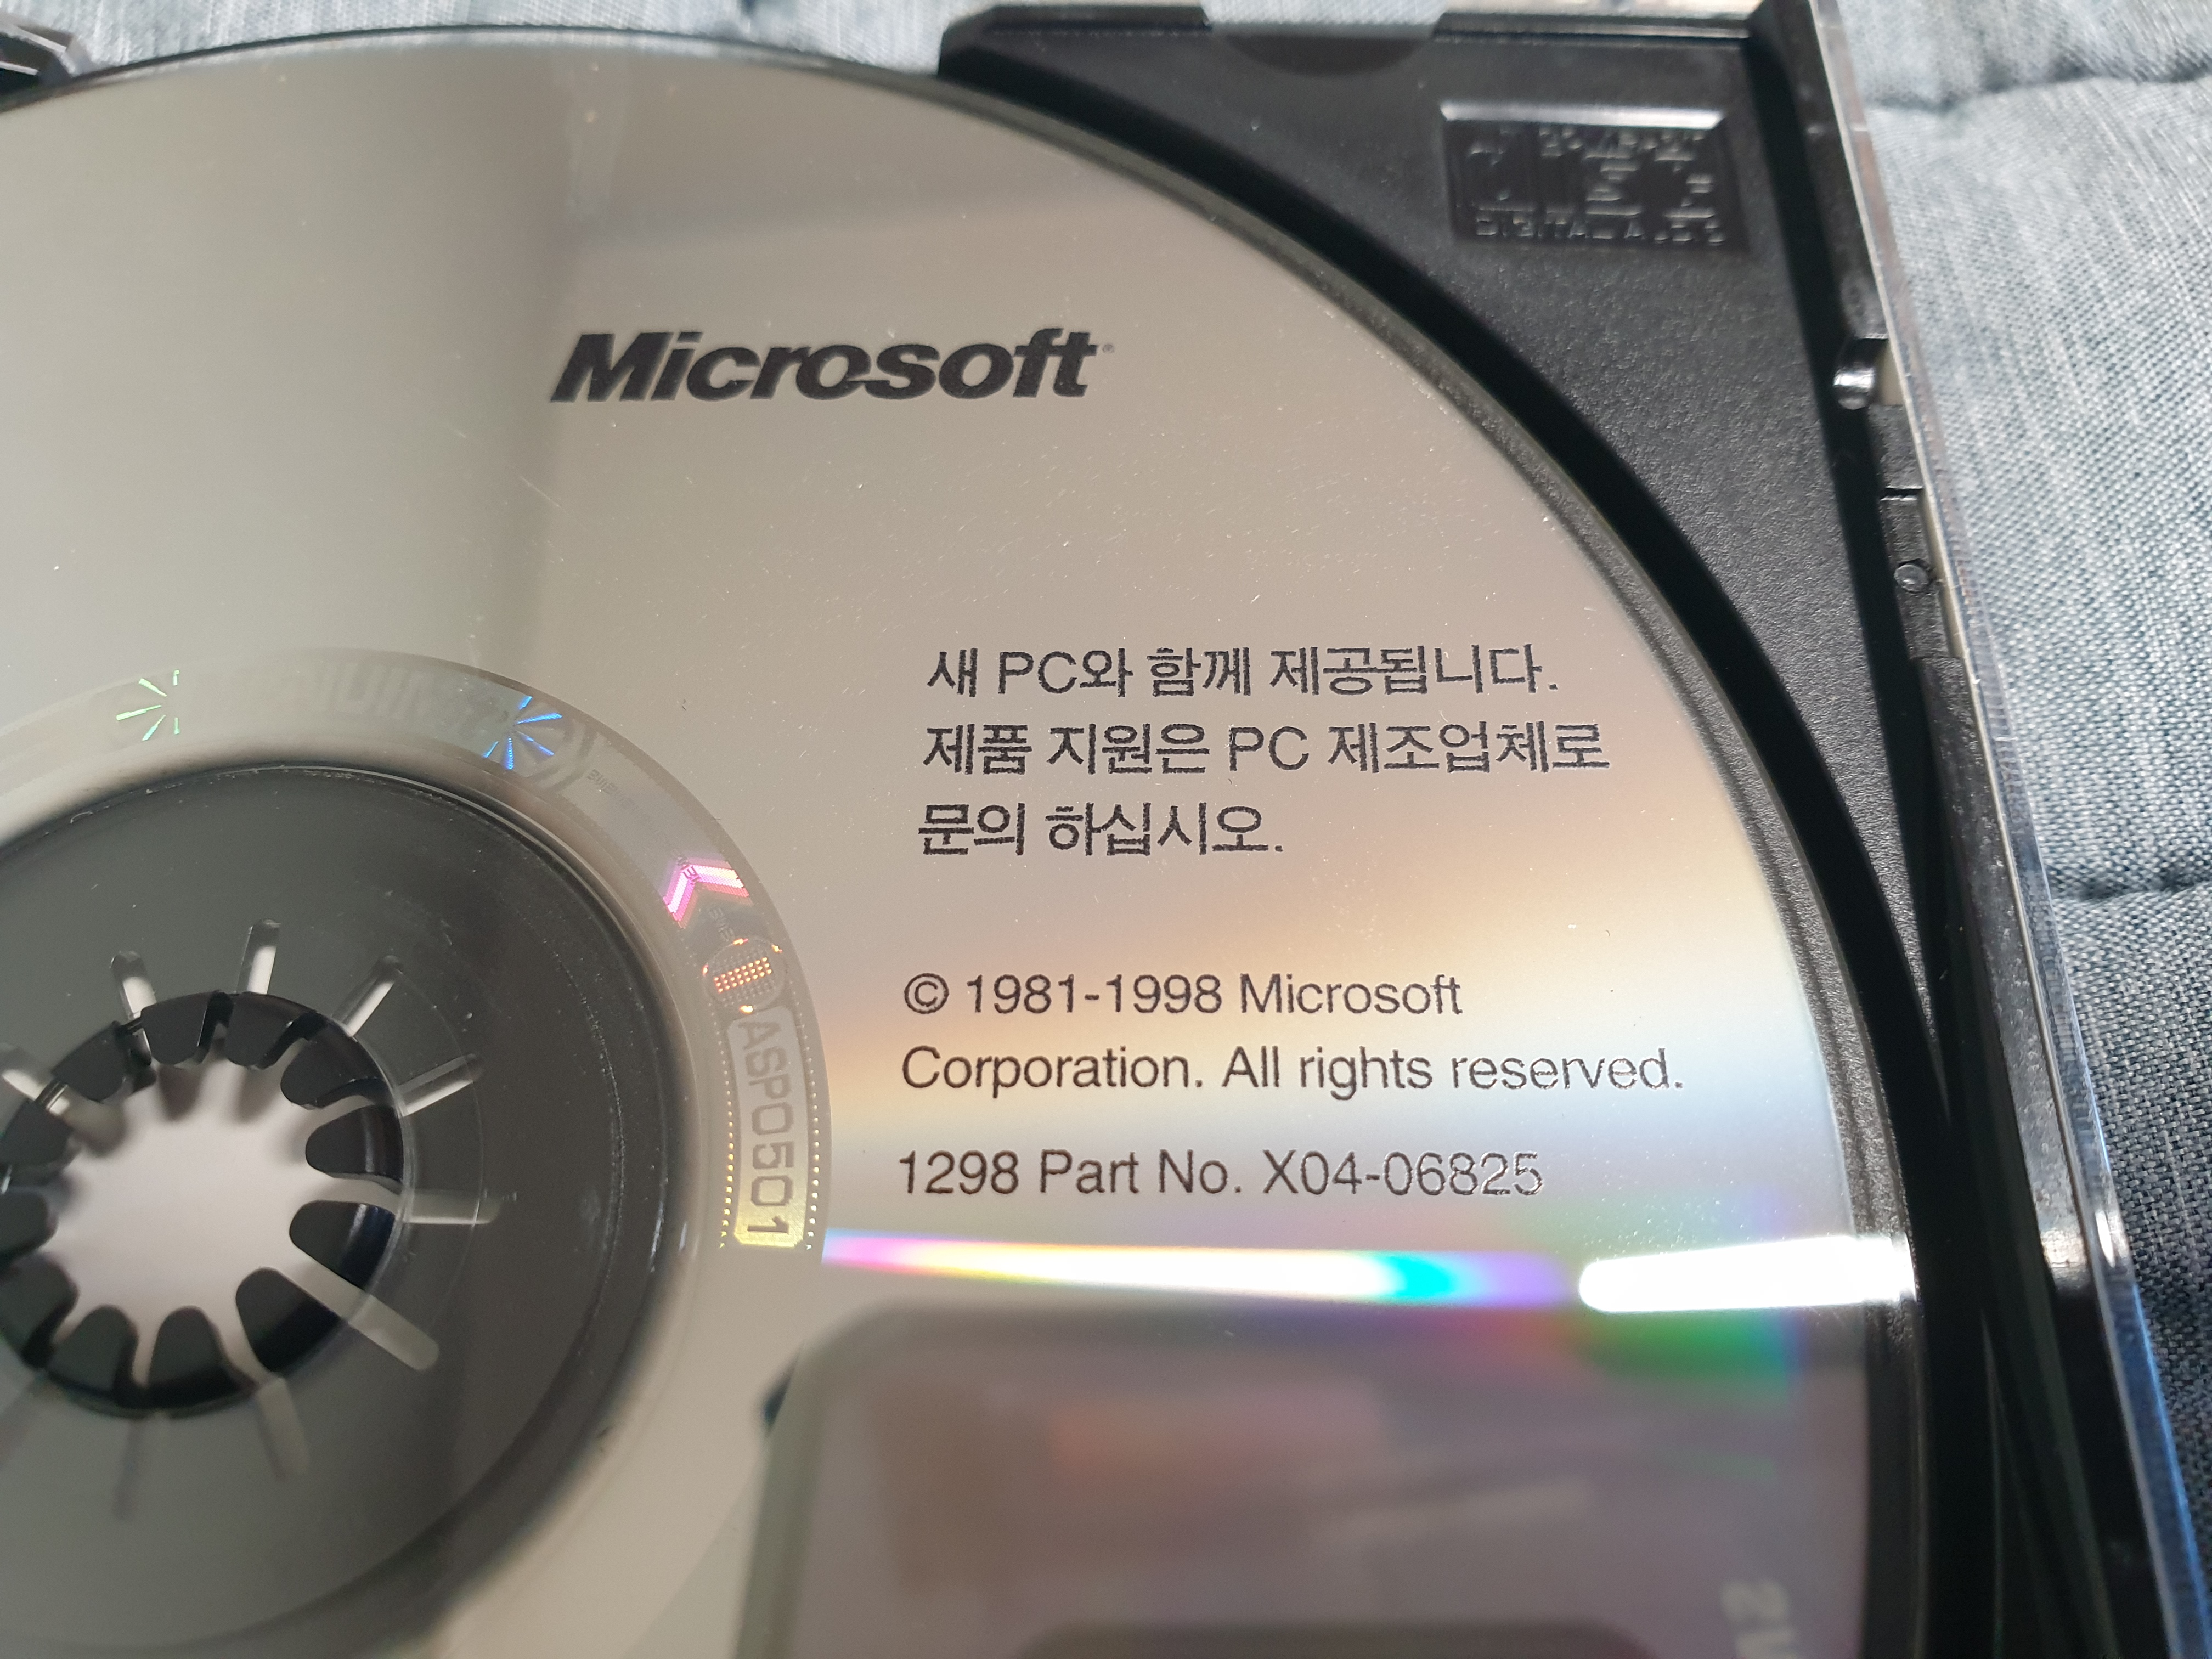 Microsoft®
새 PC와 함께 제공됩니다.
제품 지원은 PC 제조업체로
문의 하십시오.
© 1981-1998 Microsoft
Corporation. All rights reserved.
1298 Part No. X04-06825
ASP0501